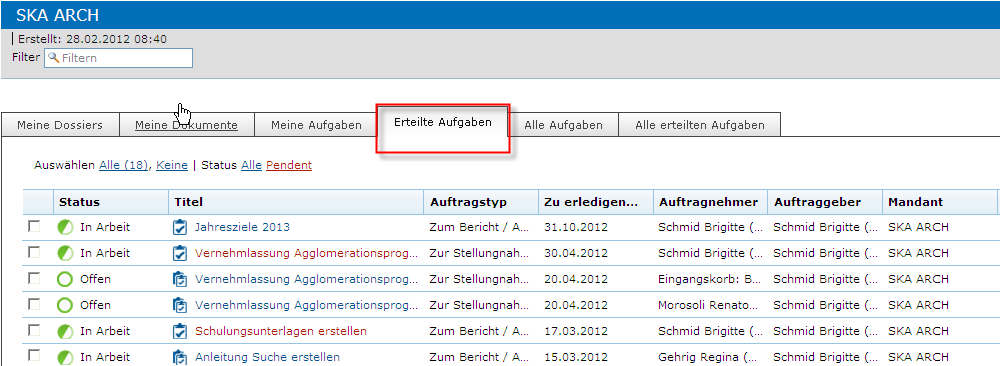 SKA ARCH
Erstellt: 28.02.2012 08:40
Filter Filtern
Meine Dossiers Meine Dokumente Meine Aufgaben Erteilte Aufgaben Alle Aufgaben Alle erteilten Aufgaben
Auswählen Alle (18), Keine | Status Alle Pendent
Status Titel Auftragstyp Zu erledigen... Auftragnehmer Auftraggeber Mandant
In Arbeit Jahresziele 2013 Zum Bericht / A... 31.10.2012 Schmid Brigitte (... Schmid Brigitte (... SKA ARCH
In Arbeit Vernehmlassung Agglomerationsprog... Zur Stellungnah... 30.04.2012 Schmid Brigitte (... Schmid Brigitte (... SKA ARCH
Offen Vernehmlassung Agglomerationsprog... Zur Stellungnah... 20.04.2012 Eingangskorb: B... Schmid Brigitte (... SKA ARCH
Offen Vernehmlassung Agglomerationsprog... Zur Stellungnah... 20.04.2012 Morosoli Renato... Schmid Brigitte (... SKA ARCH
In Arbeit Schulungsunterlagen erstellen Zum Bericht / A... 17.03.2012 Schmid Brigitte (... Schmid Brigitte (... SKA ARCH
In Arbeit Anleitung Suche erstellen Zum Bericht / A... 15.03.2012 Gehrig Regina (... Schmid Brigitte (... SKA ARCH